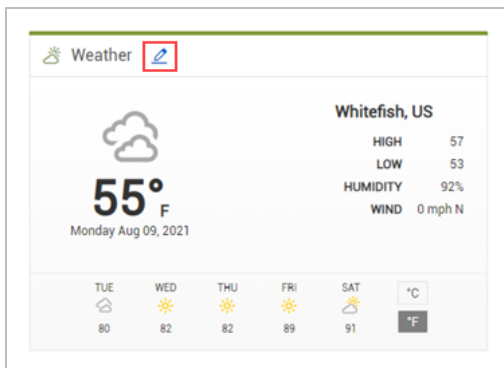 Weather
Whitefish, US
HIGH 57
LOW 53
HUMIDITY 92%
WIND 0 mph N
55° F
Monday Aug 09, 2021
TUE WED THU FRI SAT
80 82 82 89 91
°C
°F